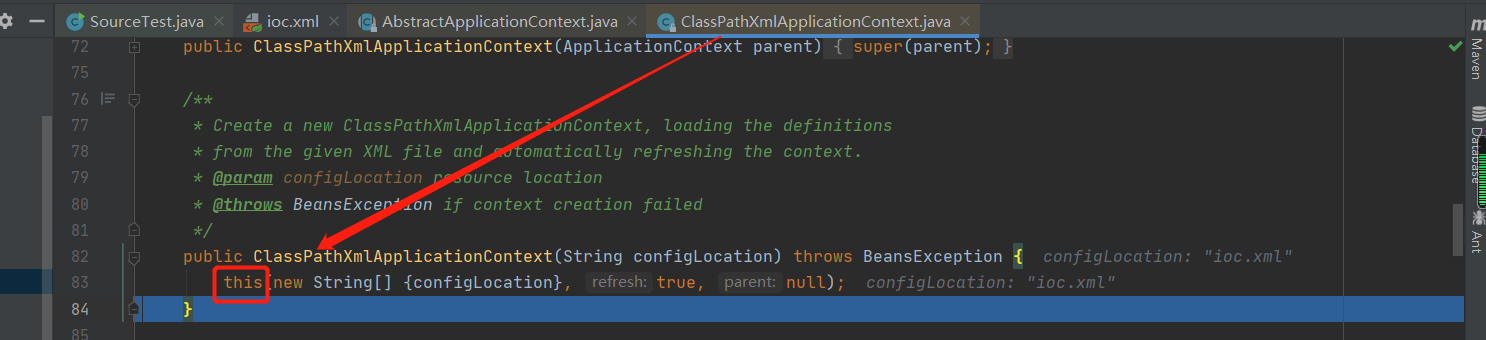 SourceTest.java × ioc.xml × AbstractApplicationContext.java × ClassPathXmlApplicationContext.java ×
72 public ClassPathXmlApplicationContext(ApplicationContext parent) { super(parent); }
75
76 /**
77 * Create a new ClassPathXmlApplicationContext, loading the definitions
78 * from the given XML file and automatically refreshing the context.
79 * @param configLocation resource location
80 * @throws BeansException if context creation failed
81 */
82 public ClassPathXmlApplicationContext(String configLocation) throws BeansException { configLocation: "ioc.xml"
83 this(new String[] {configLocation}, refresh: true, parent: null); configLocation: "ioc.xml"
84 }
85
m
Maven
Database
Ant